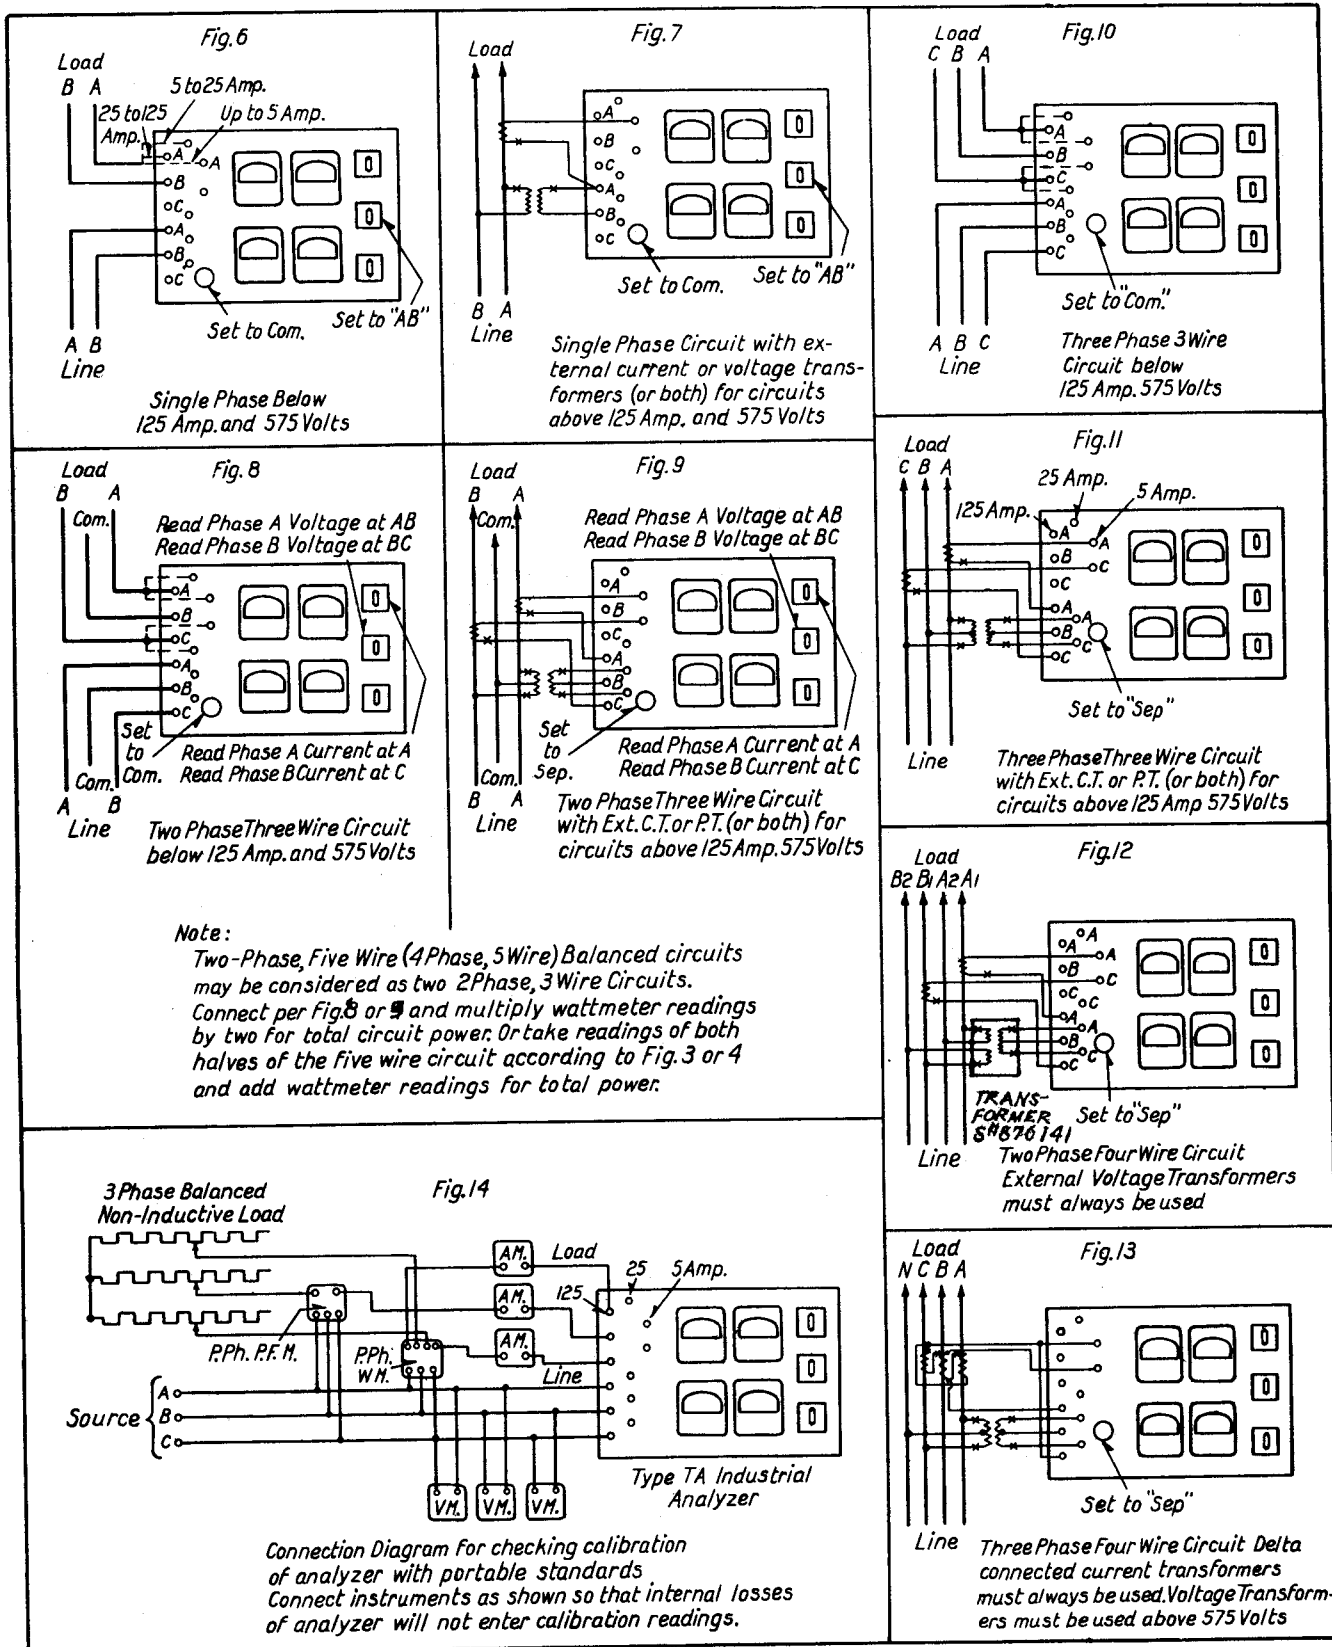 Fig.6
Load
B A
5 to 25 Amp.
25 to 125
Amp.
Up to 5 Amp.
A
A
B
C
A
B
C
Set to Com.
Set to "AB"
A B
Line
Single Phase Below
125 Amp. and 575 Volts
Fig.7
Load
A
B
C
A
B
C
Set to Com.
Set to "AB"
B A
Line
Single Phase Circuit with ex-
ternal current or voltage trans-
formers (or both) for circuits
above 125 Amp. and 575 Volts
Fig.10
Load
C B A
A
B
C
A
B
C
Set to "Com."
A B C
Line
Three Phase 3 Wire
Circuit below
125 Amp. 575 Volts
Fig. 8
Load
B A
Com.
Read Phase A Voltage at AB
Read Phase B Voltage at BC
A
B
C
A
B
C
Set
to
Com.
Read Phase A Current at A
Read Phase B Current at C
Com.
A B
Line
Two Phase Three Wire Circuit
below 125 Amp. and 575 Volts
Fig.9
Load
B A
Com.
Read Phase A Voltage at AB
Read Phase B Voltage at BC
A
B
C
A
B
C
Set
to
Sep.
Read Phase A Current at A
Read Phase B Current at C
Com.
B A
Line
Two Phase Three Wire Circuit
with Ext. C.T. or P.T. (or both) for
circuits above 125 Amp. 575 Volts
Fig.11
Load
C B A
25 Amp.
5 Amp.
125 Amp.
A
A
B
C
C
A
A
B
C
C
Set to "Sep"
Line
Three Phase Three Wire Circuit
with Ext. C.T. or P.T. (or both) for
circuits above 125 Amp 575 Volts
Note:
Two-Phase, Five Wire (4 Phase, 5 Wire) Balanced circuits
may be considered as two 2 Phase, 3 Wire Circuits.
Connect per Fig. 8 or 9 and multiply wattmeter readings
by two for total circuit power. Or take readings of both
halves of the five wire circuit according to Fig. 3 or 4
and add wattmeter readings for total power.
Fig.12
Load
B2 B1 A2 A1
A
A
A
B
C
C
C
A
A
B
C
C
TRANS-
FORMER
S#876141
Set to "Sep"
Line
Two Phase Four Wire Circuit
External Voltage Transformers
must always be used
Fig.14
3 Phase Balanced
Non-Inductive Load
AM.
Load
25
5 Amp.
125
AM.
AM.
P.Ph. P.F.M.
P.Ph.
W.M.
Line
Source
A
B
C
VM.
VM.
VM.
Type TA Industrial
Analyzer
Connection Diagram for checking calibration
of analyzer with portable standards
Connect instruments as shown so that internal losses
of analyzer will not enter calibration readings.
Fig.13
Load
N C B A
Set to "Sep"
Line
Three Phase Four Wire Circuit Delta
connected current transformers
must always be used. Voltage Transform-
ers must be used above 575 Volts